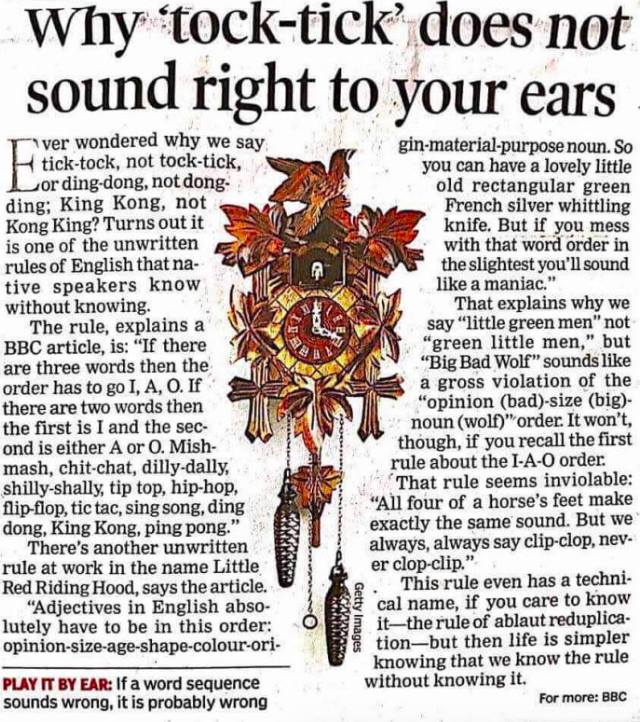 Why 'tock-tick' does not
sound right to your ears
Ever wondered why we say
tick-tock, not tock-tick,
or ding-dong, not dong-
ding; King Kong, not
Kong King? Turns out it
is one of the unwritten
rules of English that na-
tive speakers know
without knowing.
The rule, explains a
BBC article, is: "If there
are three words then the
order has to go I, A, O. If
there are two words then
the first is I and the sec-
ond is either A or O. Mish-
mash, chit-chat, dilly-dally,
shilly-shally, tip top, hip-hop,
flip-flop, tic tac, sing song, ding
dong, King Kong, ping pong."
There's another unwritten
rule at work in the name Little
Red Riding Hood, says the article.
"Adjectives in English abso-
lutely have to be in this order:
opinion-size-age-shape-colour-ori-
PLAY IT BY EAR: If a word sequence
sounds wrong, it is probably wrong
gin-material-purpose noun. So
you can have a lovely little
old rectangular green
French silver whittling
knife. But if you mess
with that word order in
the slightest you'll sound
like a maniac."
That explains why we
say "little green men" not
"green little men," but
"Big Bad Wolf" sounds like
a gross violation of the
"opinion (bad)-size (big)-
noun (wolf)" order. It won't,
though, if you recall the first
rule about the I-A-O order.
That rule seems inviolable:
"All four of a horse's feet make
exactly the same sound. But we
always, always say clip-clop, nev-
er clop-clip."
This rule even has a techni-
cal name, if you care to know
it—the rule of ablaut reduplica-
tion—but then life is simpler
knowing that we know the rule
without knowing it.
For more: BBC
Getty Images